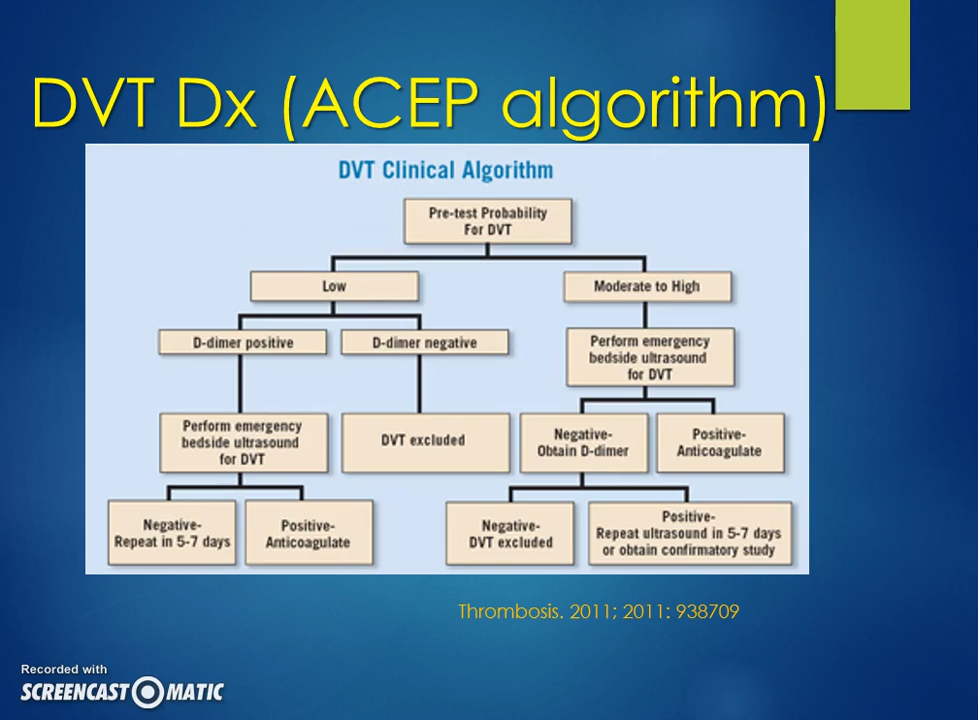 DVT Dx (ACEP algorithm)
DVT Clinical Algorithm
Pre-test Probability
For DVT
Low
Moderate to High
D-dimer positive
D-dimer negative
Perform emergency
bedside ultrasound
for DVT
Perform emergency
bedside ultrasound
for DVT
DVT excluded
Negative-
Obtain D-dimer
Positive-
Anticoagulate
Negative-
Repeat in 5-7 days
Positive-
Anticoagulate
Negative-
DVT excluded
Positive-
Repeat ultrasound in 5-7 days
or obtain confirmatory study
Thrombosis. 2011; 2011: 938709
Recorded with
SCREENCAST O MATIC